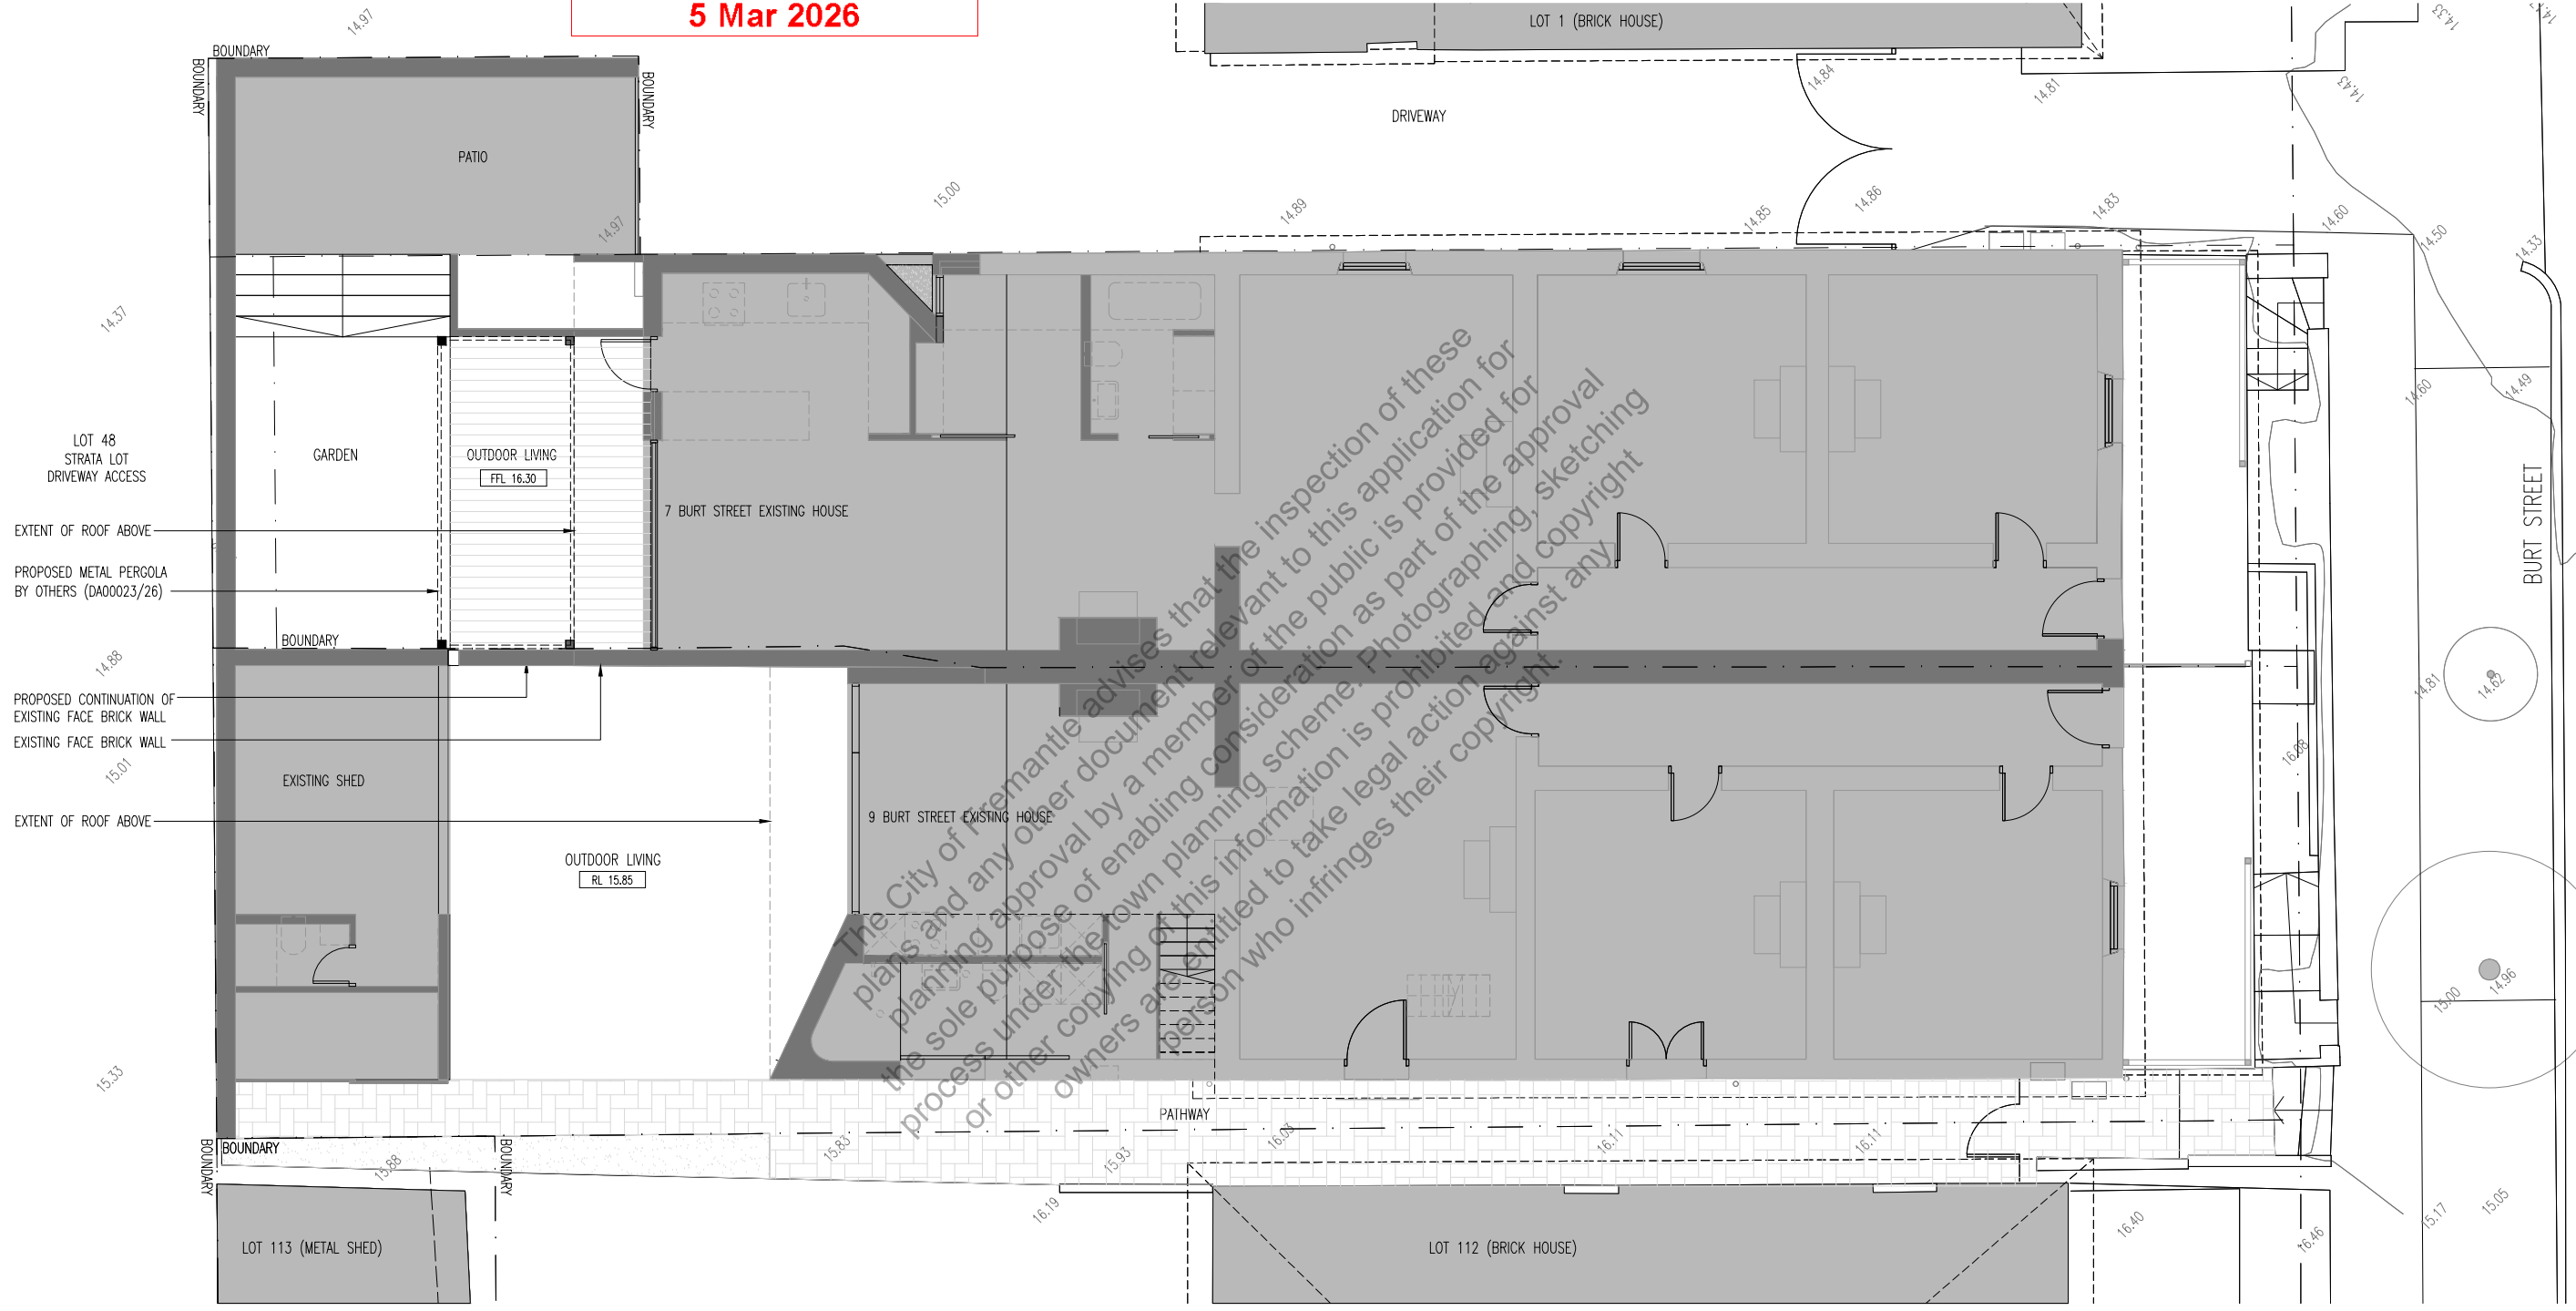 5 Mar 2026
LOT 1 (BRICK HOUSE)
14.97
14.33
BOUNDARY
BOUNDARY
BOUNDARY
14.84
14.81
14.43
DRIVEWAY
PATIO
14.97
15.00
14.89
14.85
14.86
14.83
14.60
14.50
14.33
14.37
LOT 48
STRATA LOT
DRIVEWAY ACCESS
GARDEN
OUTDOOR LIVING
FFL 16.30
7 BURT STREET EXISTING HOUSE
EXTENT OF ROOF ABOVE
PROPOSED METAL PERGOLA
BY OTHERS (DA00023/26)
14.60
14.49
BURT STREET
BOUNDARY
14.88
PROPOSED CONTINUATION OF
EXISTING FACE BRICK WALL
EXISTING FACE BRICK WALL
15.01
EXISTING SHED
EXTENT OF ROOF ABOVE
9 BURT STREET EXISTING HOUSE
OUTDOOR LIVING
RL 15.85
14.81
14.62
16.08
15.00
14.96
The City of Fremantle advises that the inspection of these
plans and any other document relevant to this application for
planning approval by a member of the public is provided for
the sole purpose of enabling consideration as part of the approval
process under the town planning scheme. Photographing, sketching
or other copying of this information is prohibited and copyright
owners are entitled to take legal action against any
person who infringes their copyright.
15.33
PATHWAY
BOUNDARY
BOUNDARY
BOUNDARY
15.88
15.83
15.93
16.03
16.11
16.11
16.19
16.40
16.46
15.17
15.05
LOT 113 (METAL SHED)
LOT 112 (BRICK HOUSE)